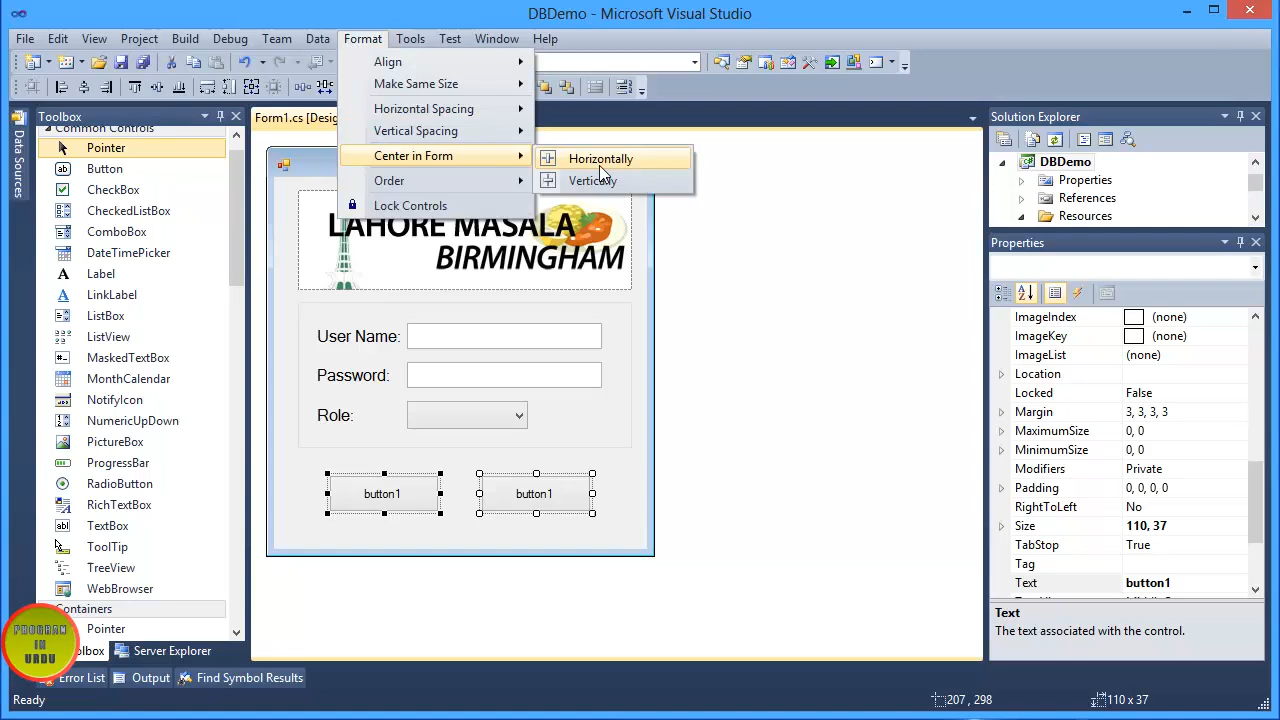 DBDemo - Microsoft Visual Studio
File Edit View Project Build Debug Team Data Format Tools Test Window Help
Toolbox
Common Controls
Pointer
Button
CheckBox
CheckedListBox
ComboBox
DateTimePicker
Label
LinkLabel
ListBox
ListView
MaskedTextBox
MonthCalendar
NotifyIcon
NumericUpDown
PictureBox
ProgressBar
RadioButton
RichTextBox
TextBox
ToolTip
TreeView
WebBrowser
Containers
Pointer
Data Sources
Server Explorer
PROGRAM
IN
URDU
Form1.cs [Desig
Align
Make Same Size
Horizontal Spacing
Vertical Spacing
Center in Form
Order
Lock Controls
Horizontally
Vertically
LAHORE MASALA
BIRMINGHAM
User Name:
Password:
Role:
button1 button1
Solution Explorer
DBDemo
Properties
References
Resources
Properties
ImageIndex (none)
ImageKey (none)
ImageList (none)
Location
Locked False
Margin 3, 3, 3, 3
MaximumSize 0, 0
MinimumSize 0, 0
Modifiers Private
Padding 0, 0, 0, 0
RightToLeft No
Size 110, 37
TabStop True
Tag
Text button1
Text
The text associated with the control.
Error List Output Find Symbol Results
Ready 207 , 298 110 x 37